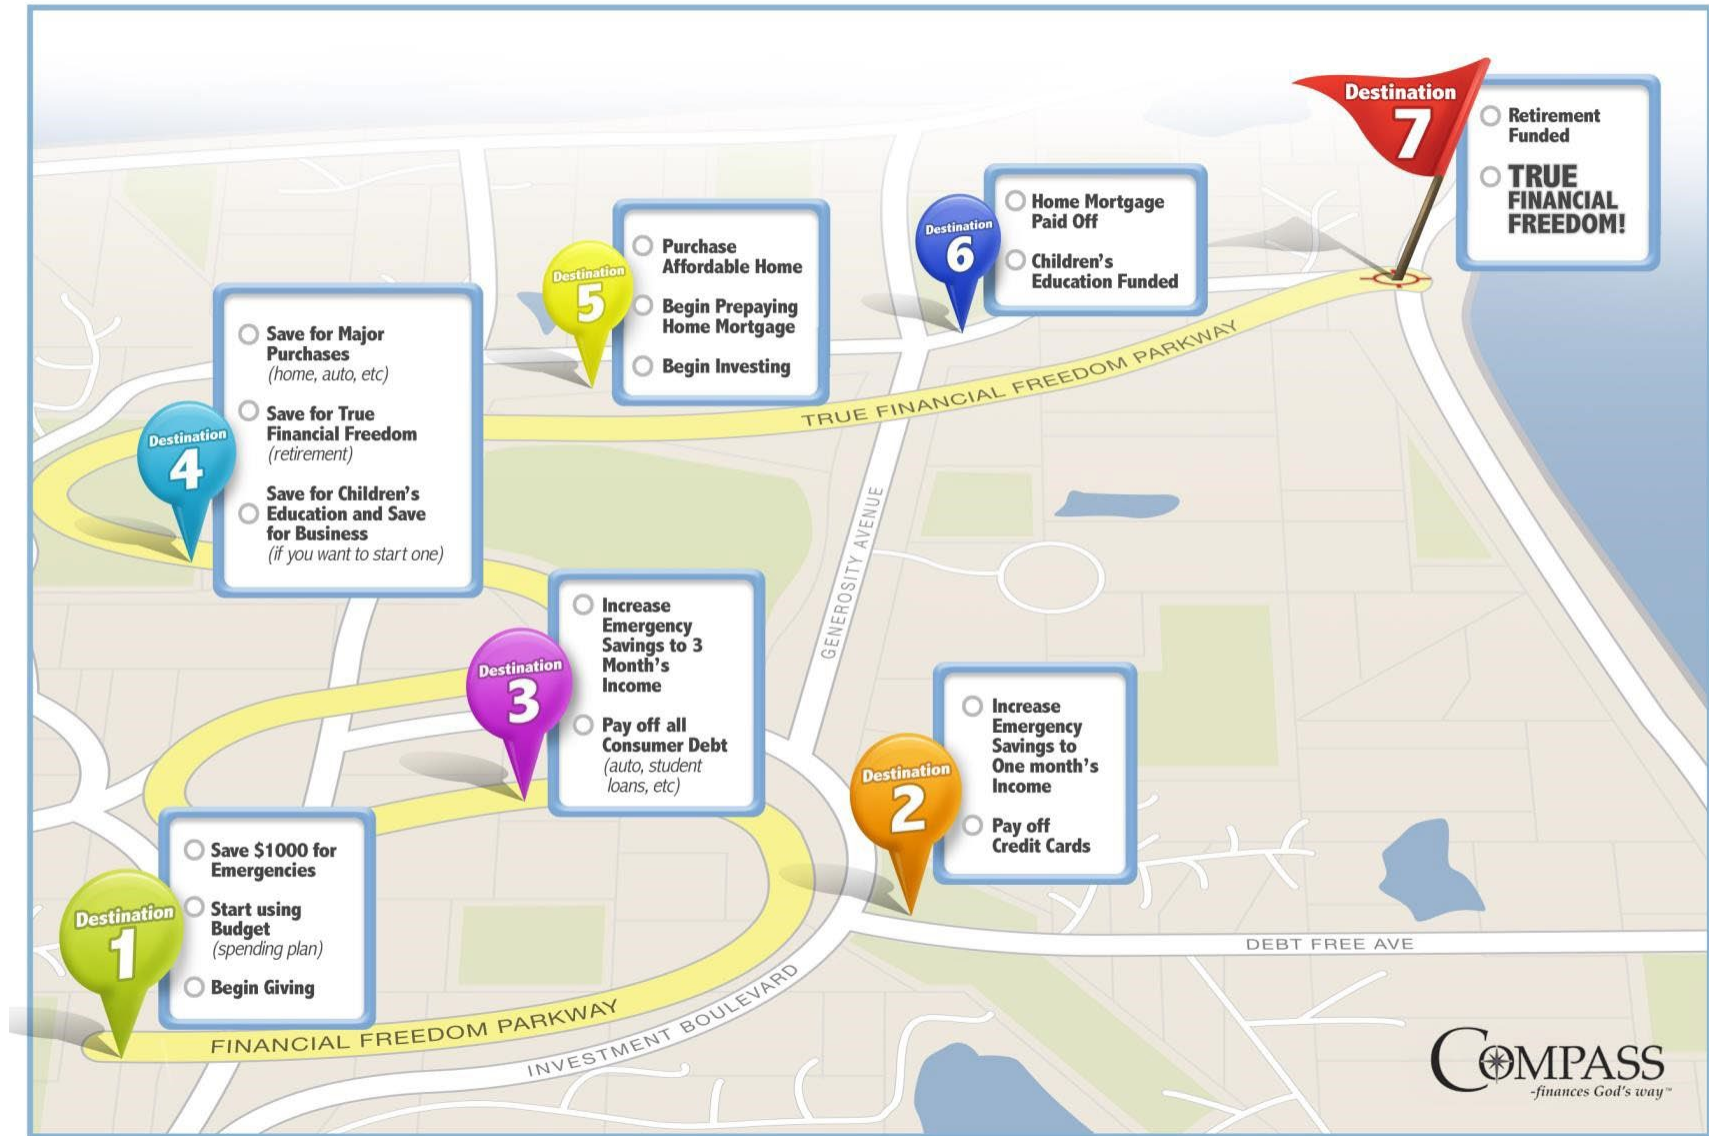 Destination
1
Save $1000 for
Emergencies
Start using
Budget
(spending plan)
Begin Giving
Destination
2
Increase
Emergency
Savings to
One month's
Income
Pay off
Credit Cards
Destination
3
Increase
Emergency
Savings to 3
Month's
Income
Pay off all
Consumer Debt
(auto, student
loans, etc)
Destination
4
Save for Major
Purchases
(home, auto, etc)
Save for True
Financial Freedom
(retirement)
Save for Children's
Education and Save
for Business
(if you want to start one)
Destination
5
Purchase
Affordable Home
Begin Prepaying
Home Mortgage
Begin Investing
Destination
6
Home Mortgage
Paid Off
Children's
Education Funded
Destination
7
Retirement
Funded
TRUE
FINANCIAL
FREEDOM!
TRUE FINANCIAL FREEDOM PARKWAY
GENEROSITY AVENUE
DEBT FREE AVE
FINANCIAL FREEDOM PARKWAY
INVESTMENT BOULEVARD
COMPASS
-finances God's way™